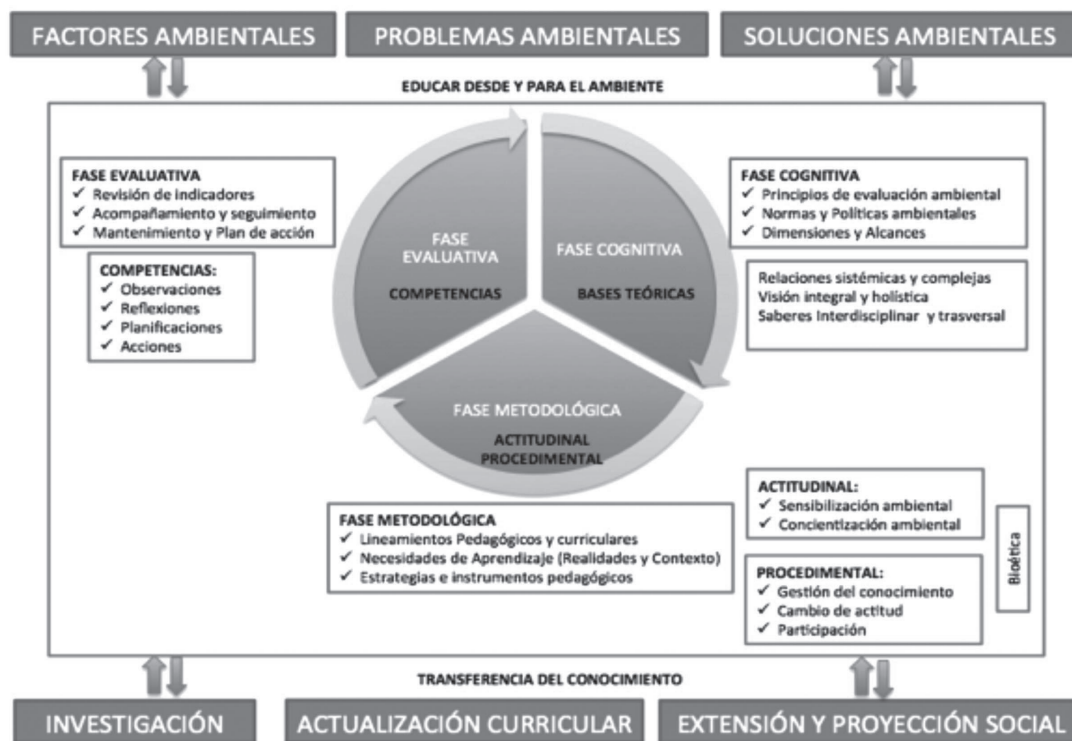 FACTORES AMBIENTALES
PROBLEMAS AMBIENTALES
SOLUCIONES AMBIENTALES
EDUCAR DESDE Y PARA EL AMBIENTE
FASE EVALUATIVA
✓ Revisión de indicadores
✓ Acompañamiento y seguimiento
✓ Mantenimiento y Plan de acción
COMPETENCIAS:
✓ Observaciones
✓ Reflexiones
✓ Planificaciones
✓ Acciones
FASE
EVALUATIVA
COMPETENCIAS
FASE COGNITIVA
BASES TEÓRICAS
FASE METODOLÓGICA
ACTITUDINAL
PROCEDIMENTAL
FASE COGNITIVA
✓ Principios de evaluación ambiental
✓ Normas y Políticas ambientales
✓ Dimensiones y Alcances
Relaciones sistémicas y complejas
Visión integral y holística
Saberes Interdisciplinar y trasversal
FASE METODOLÓGICA
✓ Lineamientos Pedagógicos y curriculares
✓ Necesidades de Aprendizaje (Realidades y Contexto)
✓ Estrategias e instrumentos pedagógicos
ACTITUDINAL:
✓ Sensibilización ambiental
✓ Concientización ambiental
PROCEDIMENTAL:
✓ Gestión del conocimiento
✓ Cambio de actitud
✓ Participación
Bioética
TRANSFERENCIA DEL CONOCIMIENTO
INVESTIGACIÓN
ACTUALIZACIÓN CURRICULAR
EXTENSIÓN Y PROYECCIÓN SOCIAL